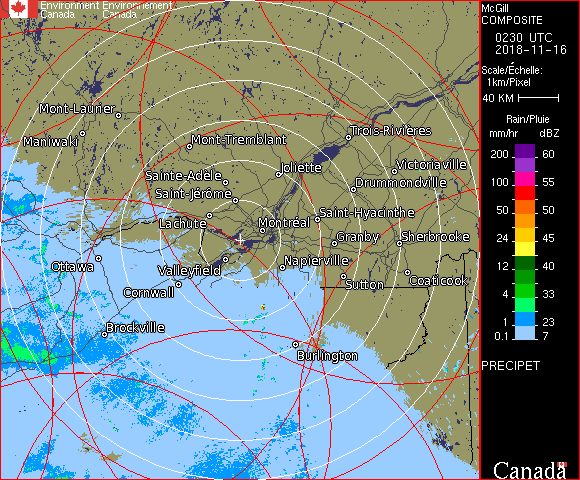 Environment Environnement
Canada Canada
McGill
COMPOSITE
0230 UTC
2018-11-16
Scale/Échelle:
1km/Pixel
40 KM
Rain/Pluie
mm/hr dBZ
200 60
55
100 55
50 50
24 45
12 40
4 33
1 23
0.1 7
PRECIPET
Canada
Mont-Laurier
Maniwaki
Mont-Tremblant
Trois-Rivières
Sainte-Adèle
Joliette
Victoriaville
Saint-Jérôme
Drummondville
Lachute
Montréal
Saint-Hyacinthe
Granby
Sherbrooke
Ottawa
Valleyfield
Napierville
Sutton
Coaticook
Cornwall
Brockville
Burlington